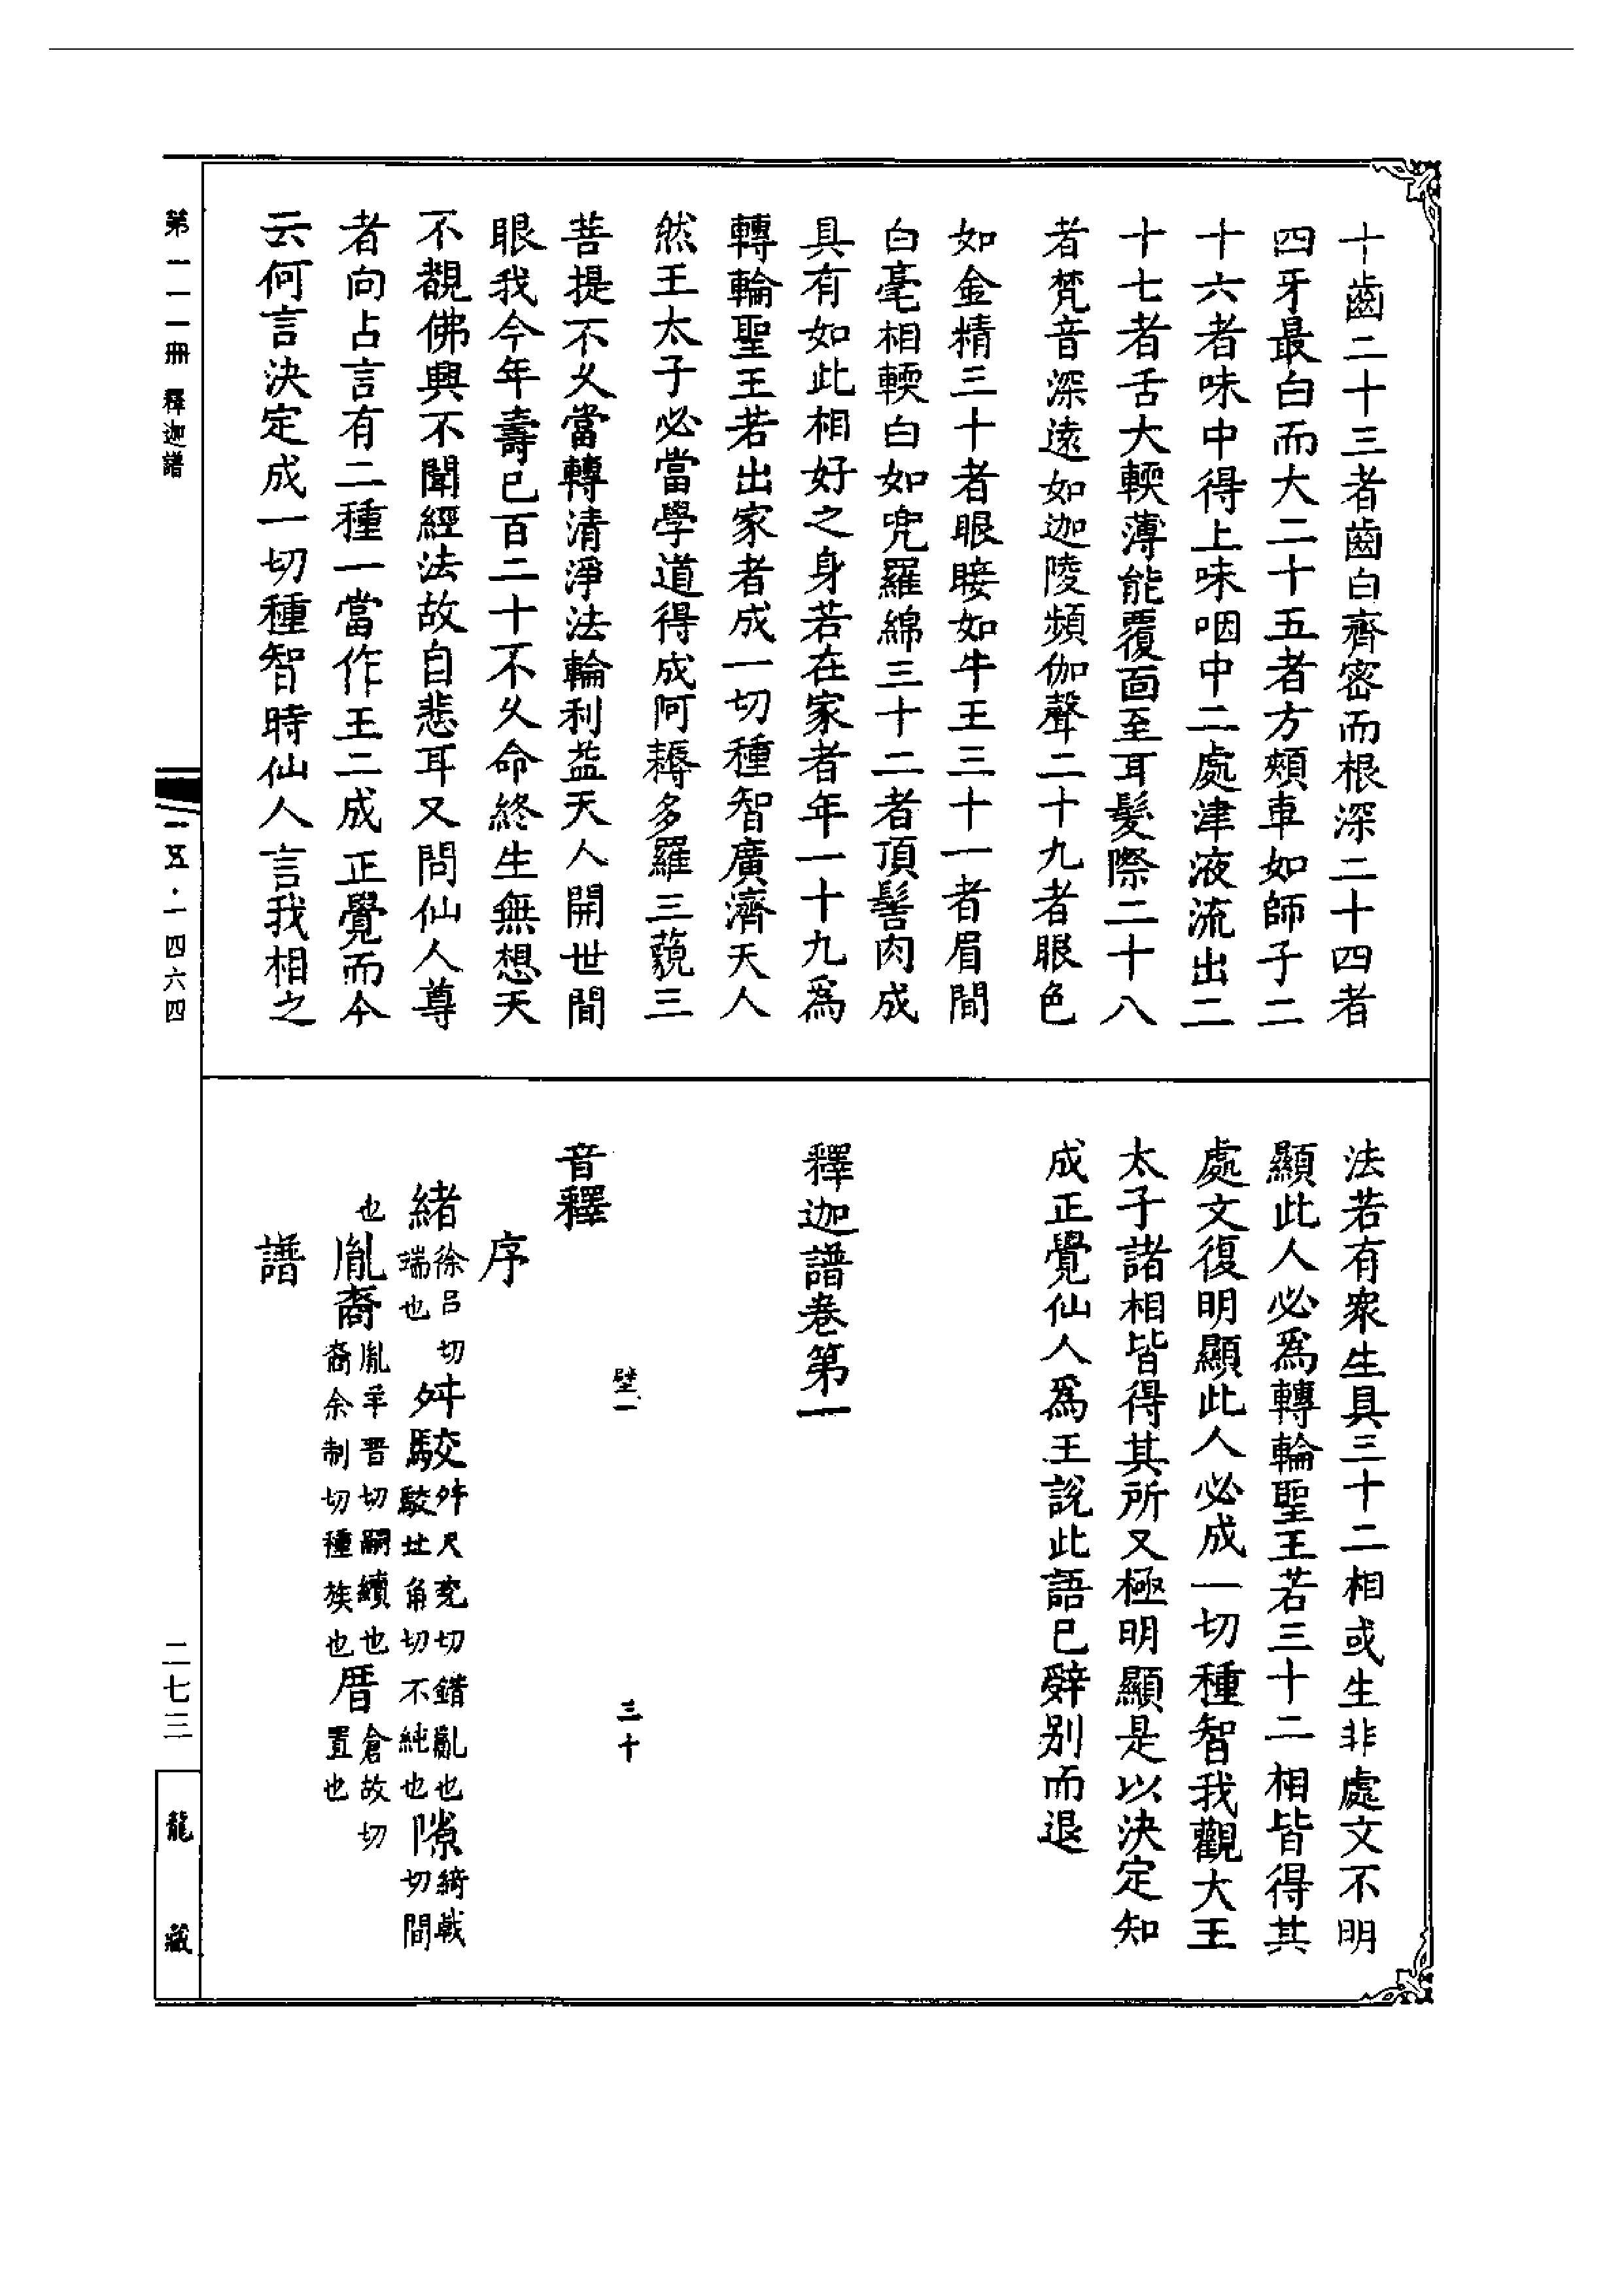 十齒二十三者齒白齊密而根深二十四者
四牙最白而大二十五者方頰車如師子二
十六者味中得上味咽中二處津液流出二
十七者舌大輭薄能覆面至耳髮際二十八
者梵音深遠如迦陵頻伽聲二十九者眼色
如金精三十者眼睫如牛王三十一者眉間
白毫相輭白如兜羅綿三十二者頂髻肉成
具有如此相好之身若在家者年一十九爲
轉輪聖王若出家者成一切種智廣濟天人
然王太子必當學道得成阿耨多羅三藐三
菩提不久當轉清淨法輪利益天人開世間
眼我今年壽已百二十不久命終生無想天
不覩佛興不聞經法故自悲耳又問仙人尊
者向占言有二種一當作王二成正覺而今
云何言決定成一切種智時仙人言我相之
法若有衆生具三十二相或生非處文不明
顯此人必爲轉輪聖王若三十二相皆得其
處文復明顯此人必成一切種智我觀大王
太子諸相皆得其所又極明顯是以決定知
成正覺仙人爲王說此語已辭別而退
釋迦譜卷第一
壁一 三十
音釋
序
緒徐呂切端也舛駮舛尺兖切錯亂也駮北角切不純也隙綺戟切間
也胤裔胤羊晋切嗣續也裔余制切種族也厝倉故切置也
譜
第一一一冊 釋迦譜
一五·一四六四
二七三
龍藏